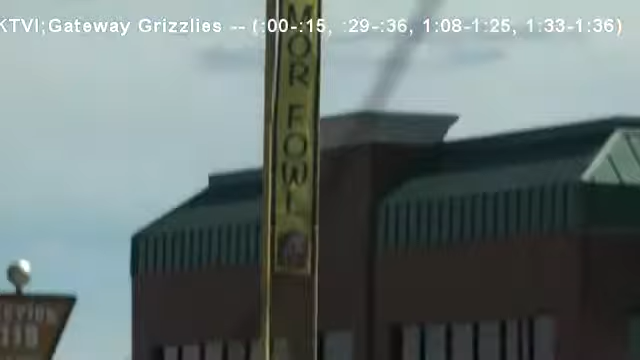 KTVI;Gateway Grizzlies -- (:00-:15, :29-:36, 1:08-1:25, 1:33-1:36)
MOR FOWL